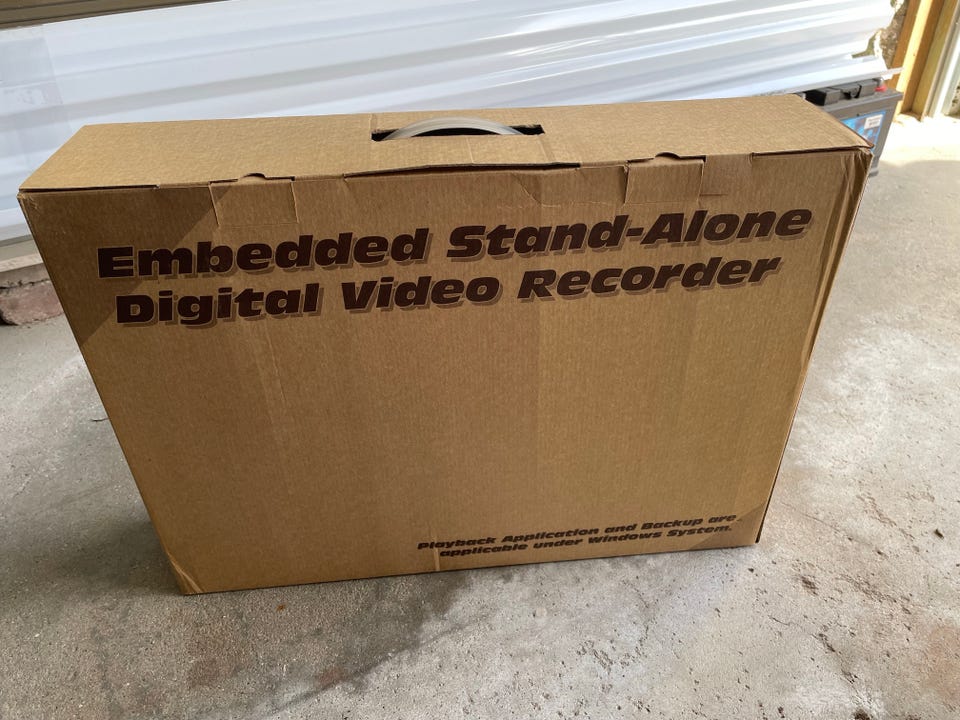 Embedded Stand-Alone
Digital Video Recorder
Playback Application and Backup are
applicable under Windows System.